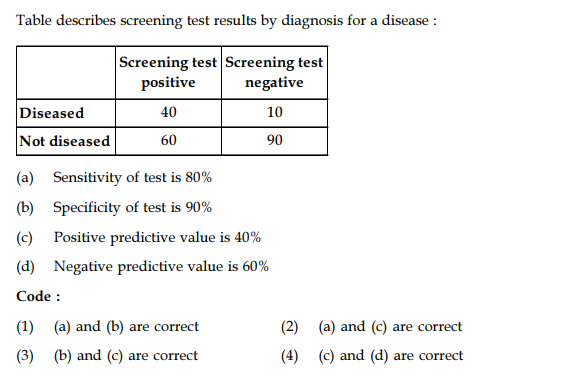 Table describes screening test results by diagnosis for a disease :
Screening test positive Screening test negative
Diseased 40 10
Not diseased 60 90
(a) Sensitivity of test is 80%
(b) Specificity of test is 90%
(c) Positive predictive value is 40%
(d) Negative predictive value is 60%
Code :
(1) (a) and (b) are correct (2) (a) and (c) are correct
(3) (b) and (c) are correct (4) (c) and (d) are correct